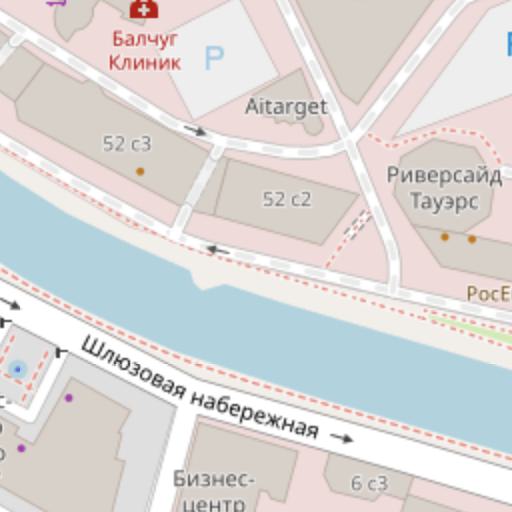 Балчуг
Клиник
P
Aitarget
52 с3
52 с2
Риверсайд
Тауэрс
Шлюзовая набережная
Бизнес-
центр
6 с3